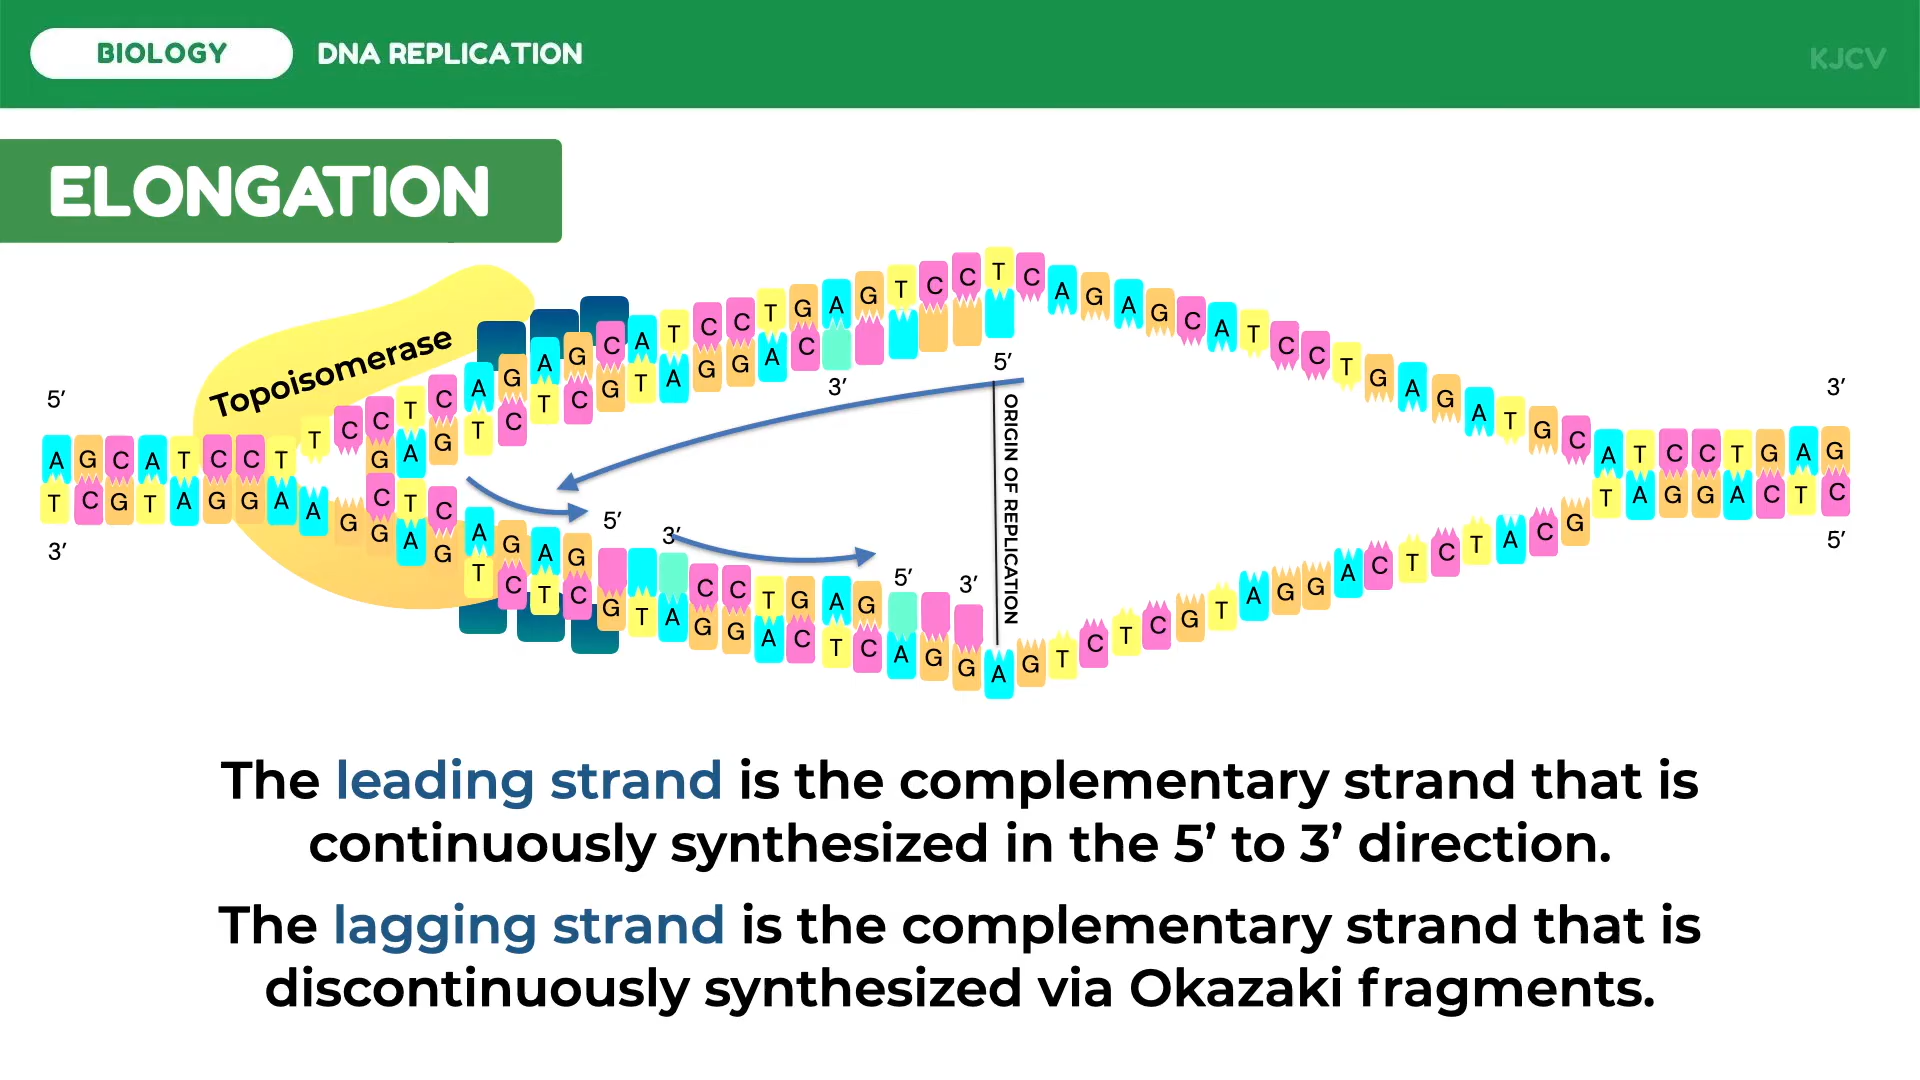 BIOLOGY
DNA REPLICATION
KJCV
ELONGATION
Topoisomerase
5’
A G C A T C C T T C C T C A G A G C A T C C T G A G T C C T C A G A G C A T C C T G A G A T G C A T C C T G A G
3’
G A G T C T C G T A G G A C
3’
5’
ORIGIN OF REPLICATION
5’
3’
C T C A G A G
C C T G A G
5’
3’
3’
T C G T A G G A A G G A G T C T C G T A G G A C T C A G G A G T C T C G T A G G A C T C T A C G T A G G A C T C
5’
The leading strand is the complementary strand that is
continuously synthesized in the 5’ to 3’ direction.
The lagging strand is the complementary strand that is
discontinuously synthesized via Okazaki fragments.